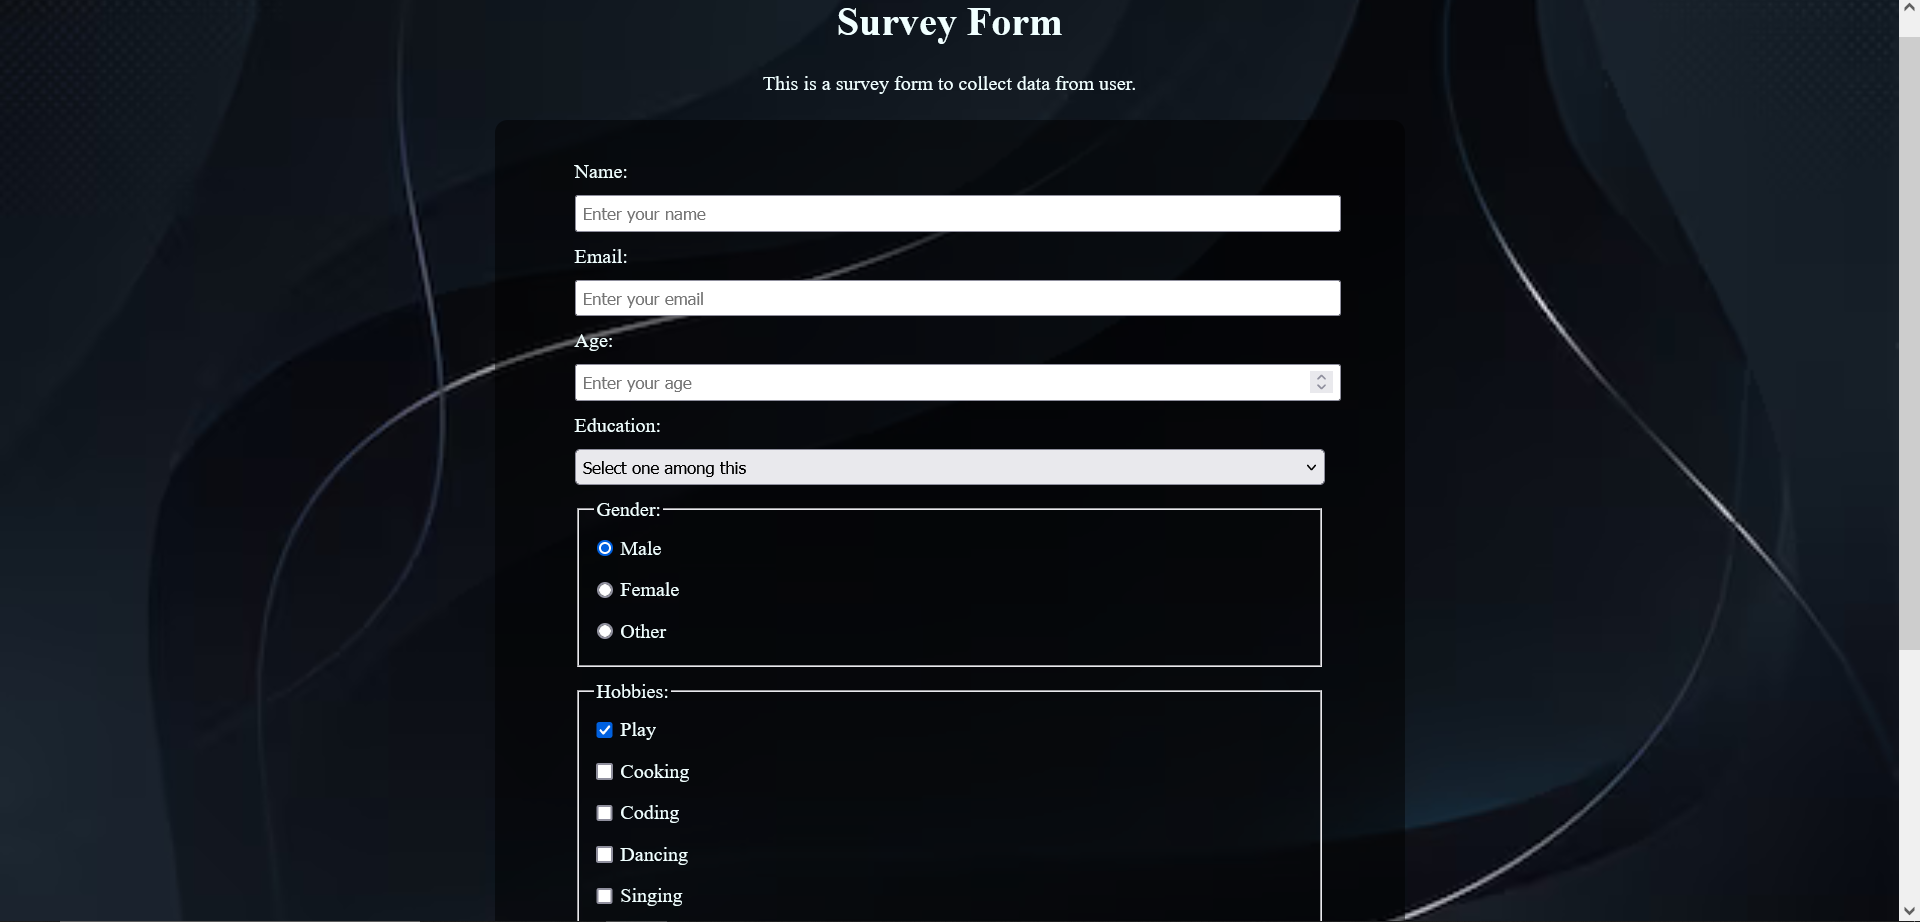 Survey Form
This is a survey form to collect data from user.
Name:
Enter your name
Email:
Enter your email
Age:
Enter your age
Education:
Select one among this
Gender:
Male
Female
Other
Hobbies:
Play
Cooking
Coding
Dancing
Singing